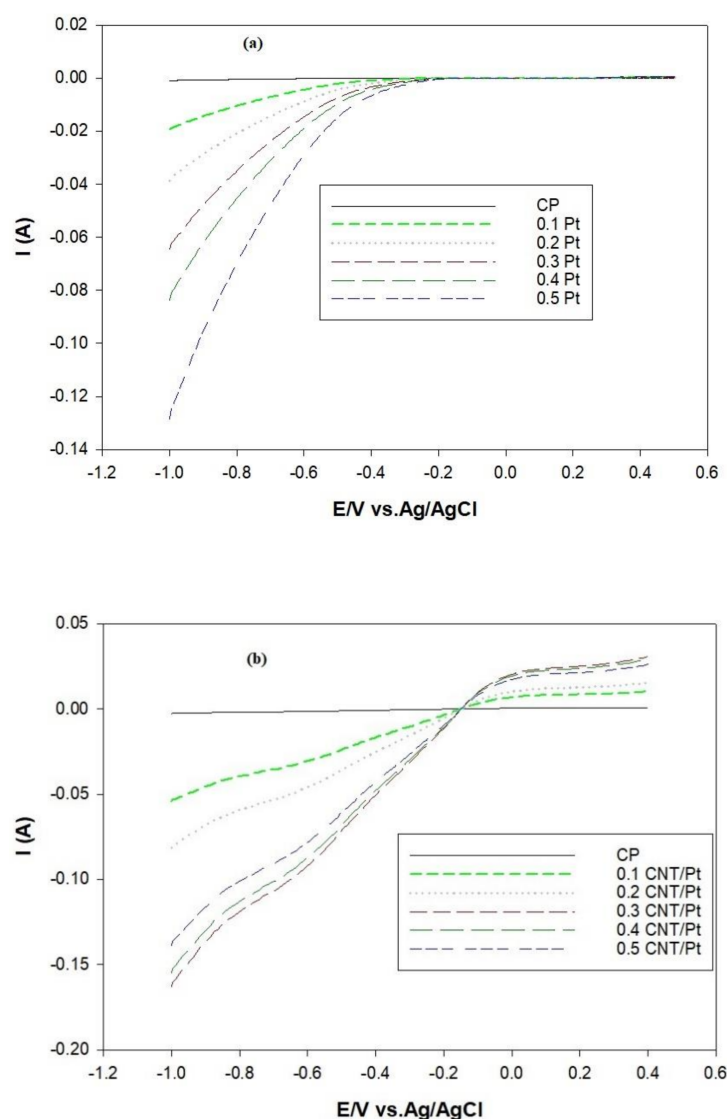 (a)
0.02
0.00
-0.02
-0.04
-0.06
-0.08
-0.10
-0.12
-0.14
I (A)
CP
0.1 Pt
0.2 Pt
0.3 Pt
0.4 Pt
0.5 Pt
-1.2 -1.0 -0.8 -0.6 -0.4 -0.2 0.0 0.2 0.4 0.6
E/V vs.Ag/AgCl
(b)
0.05
0.00
-0.05
-0.10
-0.15
-0.20
I (A)
CP
0.1 CNT/Pt
0.2 CNT/Pt
0.3 CNT/Pt
0.4 CNT/Pt
0.5 CNT/Pt
-1.2 -1.0 -0.8 -0.6 -0.4 -0.2 0.0 0.2 0.4 0.6
E/V vs.Ag/AgCl